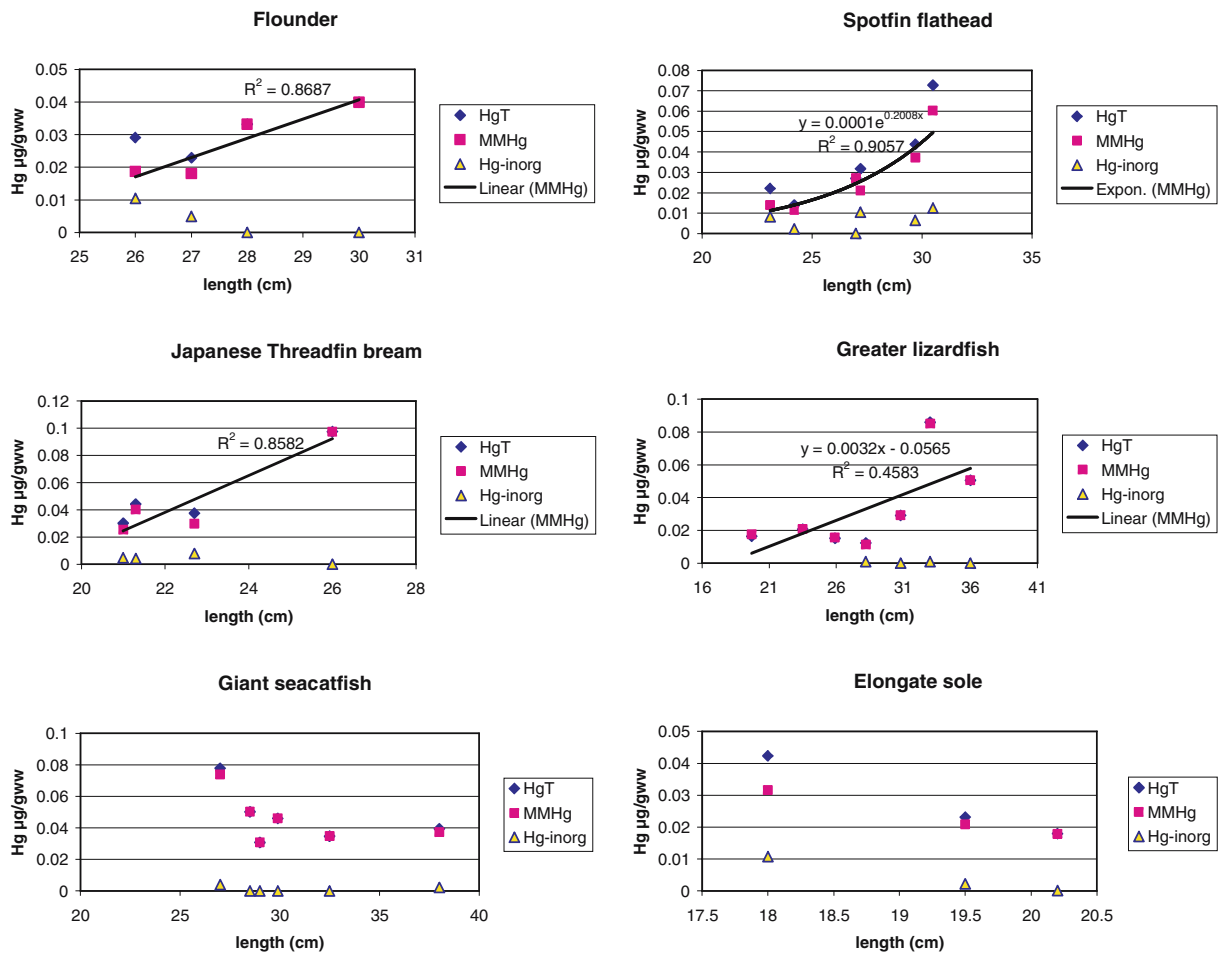 Flounder
Hg µg/gww
0.05
0.04
0.03
0.02
0.01
0
R² = 0.8687
25 26 27 28 29 30 31
length (cm)
HgT
MMHg
Hg-inorg
Linear (MMHg)
Spotfin flathead
Hg µg/gww
0.08
0.07
0.06
0.05
0.04
0.03
0.02
0.01
0
y = 0.0001e^0.2008x
R² = 0.9057
20 25 30 35
length (cm)
HgT
MMHg
Hg-inorg
Expon. (MMHg)
Japanese Threadfin bream
Hg µg/gww
0.12
0.1
0.08
0.06
0.04
0.02
0
R² = 0.8582
20 22 24 26 28
length (cm)
HgT
MMHg
Hg-inorg
Linear (MMHg)
Greater lizardfish
Hg µg/gww
0.1
0.08
0.06
0.04
0.02
0
y = 0.0032x - 0.0565
R² = 0.4583
16 21 26 31 36 41
length (cm)
HgT
MMHg
Hg-inorg
Linear (MMHg)
Giant seacatfish
Hg µg/gww
0.1
0.08
0.06
0.04
0.02
0
20 25 30 35 40
length (cm)
HgT
MMHg
Hg-inorg
Elongate sole
Hg µg/gww
0.05
0.04
0.03
0.02
0.01
0
17.5 18 18.5 19 19.5 20 20.5
length (cm)
HgT
MMHg
Hg-inorg